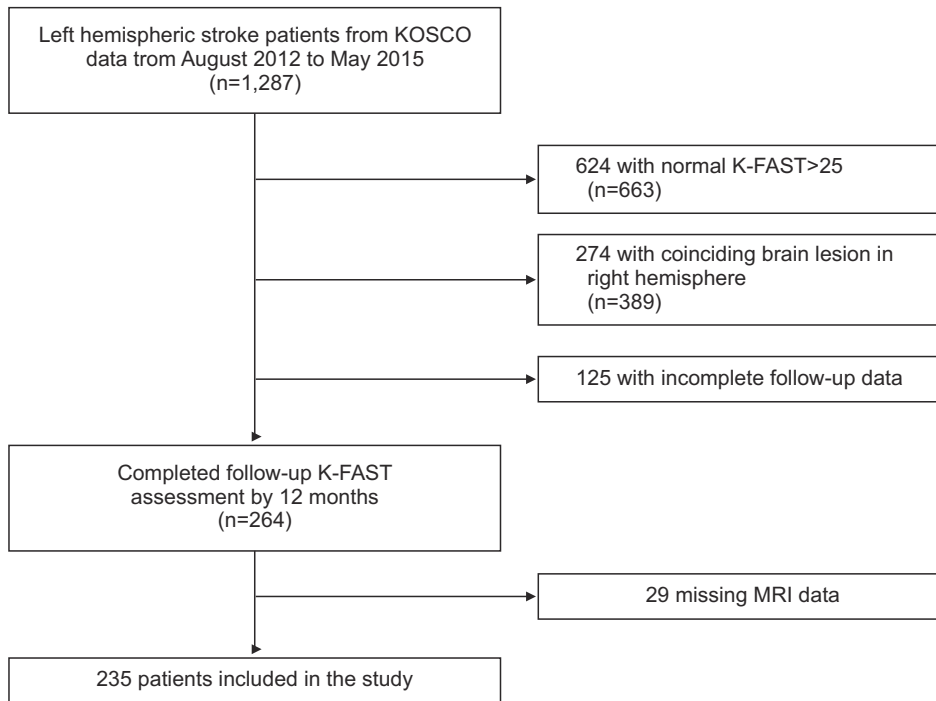 Left hemispheric stroke patients from KOSCO
data trom August 2012 to May 2015
(n=1,287)
624 with normal K-FAST>25
(n=663)
274 with coinciding brain lesion in
right hemisphere
(n=389)
125 with incomplete follow-up data
Completed follow-up K-FAST
assessment by 12 months
(n=264)
29 missing MRI data
235 patients included in the study